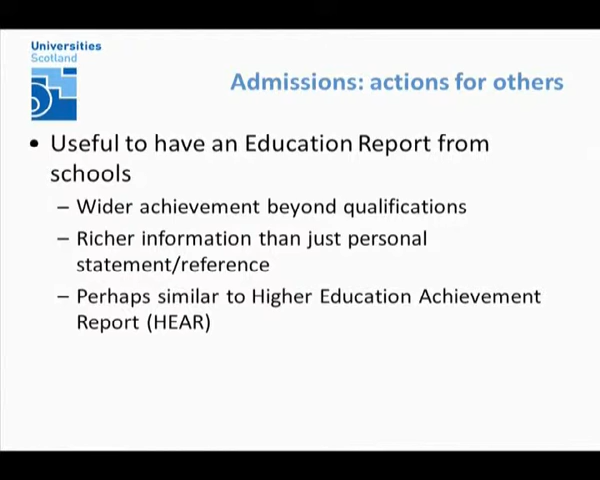 Universities
Scotland
Admissions: actions for others
• Useful to have an Education Report from
schools
– Wider achievement beyond qualifications
– Richer information than just personal
statement/reference
– Perhaps similar to Higher Education Achievement
Report (HEAR)